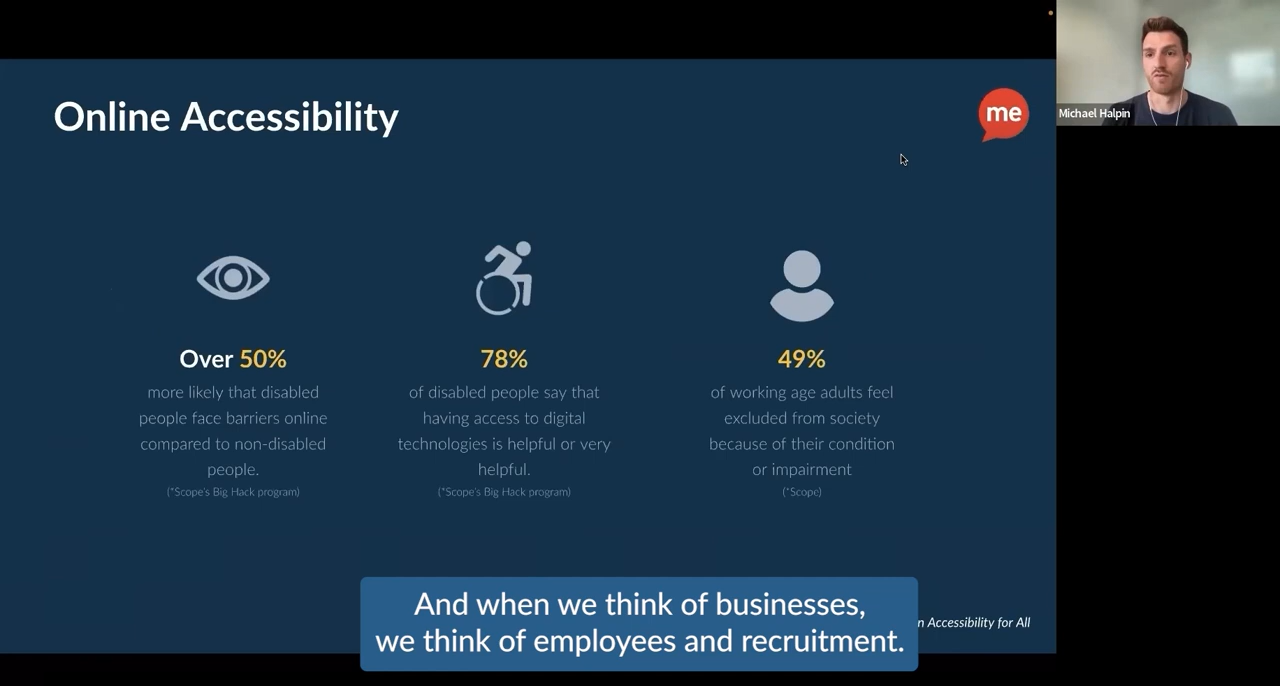 Online Accessibility
me
Michael Halpin
Over 50%
more likely that disabled
people face barriers online
compared to non-disabled
people.
(*Scope's Big Hack program)
78%
of disabled people say that
having access to digital
technologies is helpful or very
helpful.
(*Scope's Big Hack program)
49%
of working age adults feel
excluded from society
because of their condition
or impairment
(*Scope)
And when we think of businesses,
we think of employees and recruitment.
n Accessibility for All